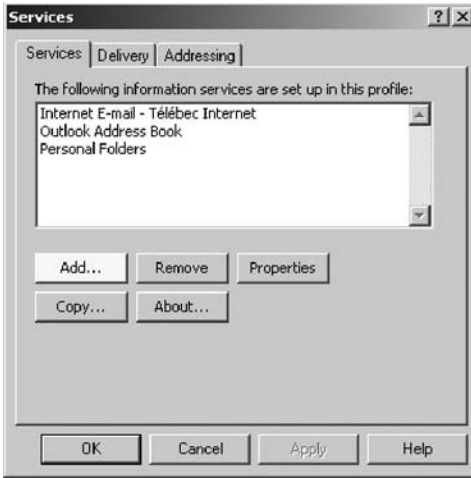 Services
Services Delivery Addressing
The following information services are set up in this profile:
Internet E-mail - Télébec Internet
Outlook Address Book
Personal Folders
Add... Remove Properties
Copy... About...
OK Cancel Apply Help